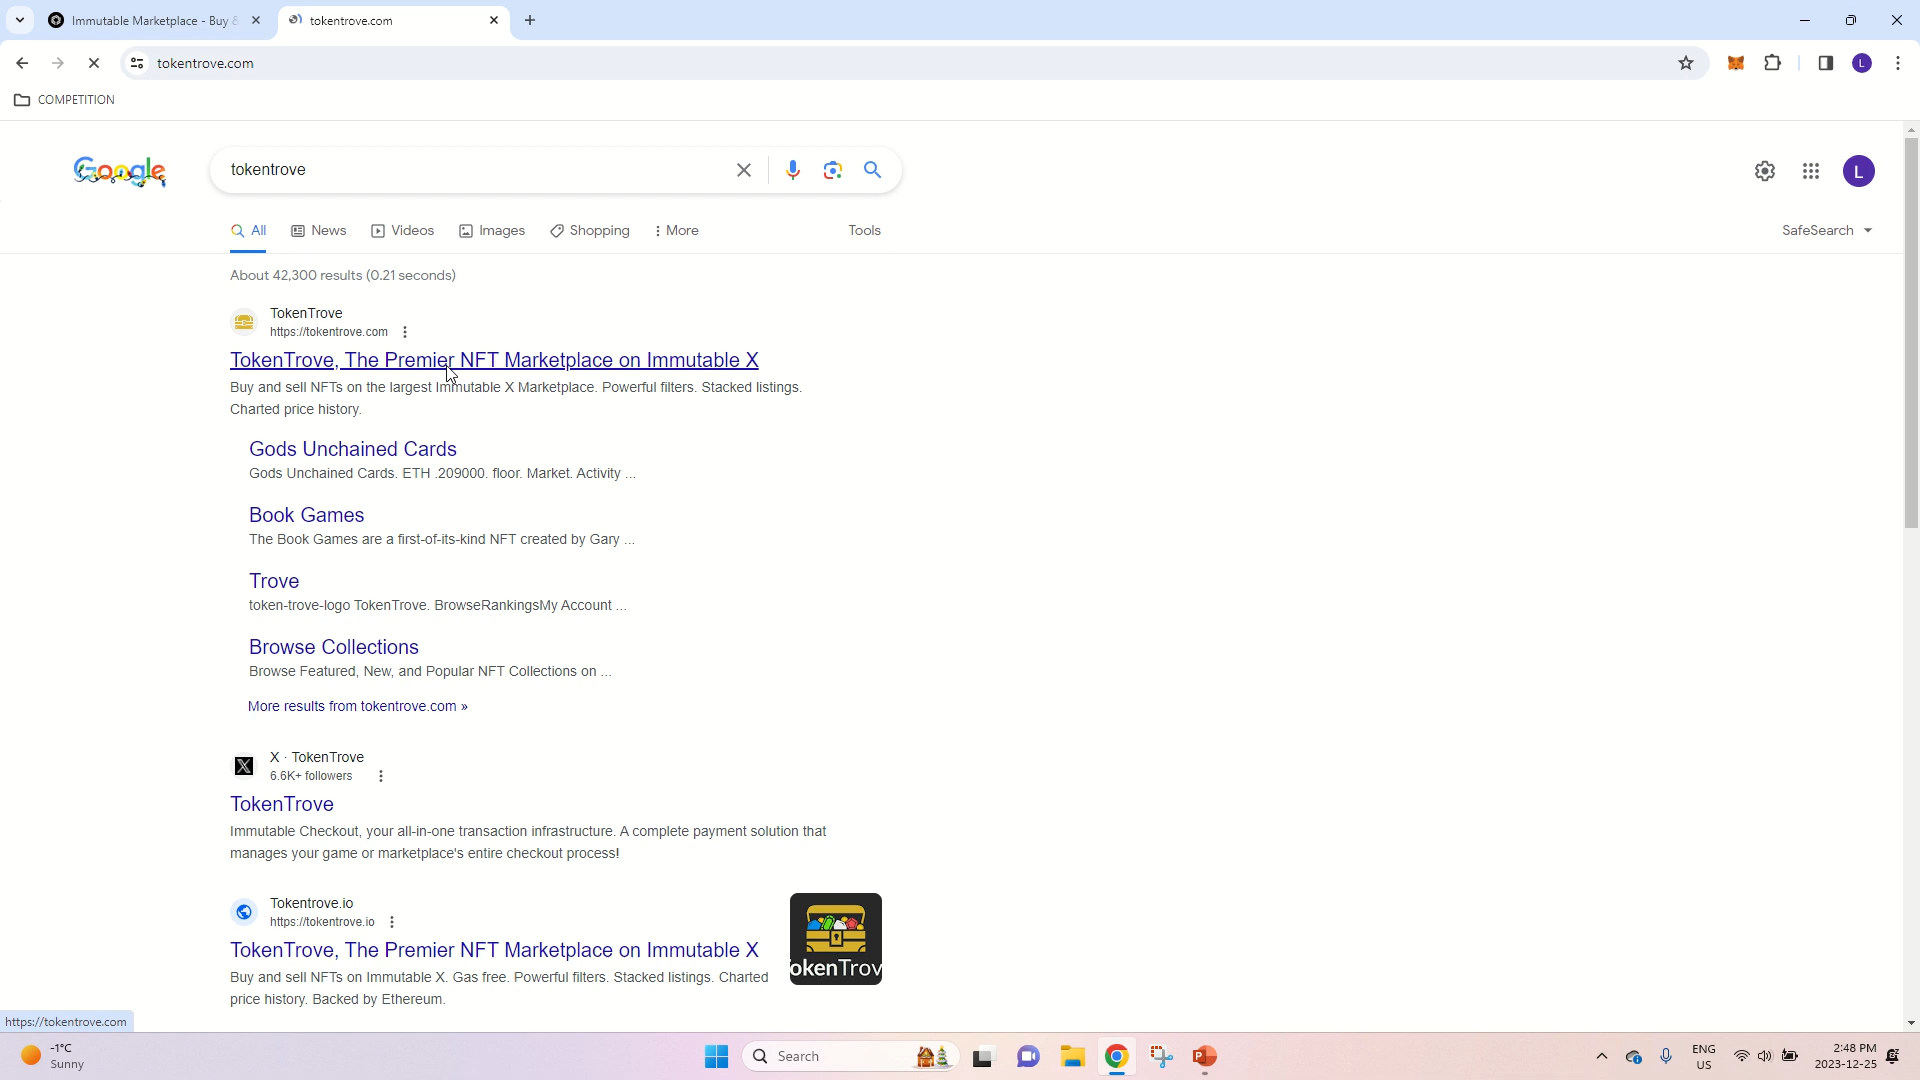 Immutable Marketplace - Buy &
tokentrove.com
tokentrove.com
COMPETITION
Google
tokentrove
L
L
All
News
Videos
Images
Shopping
More
Tools
SafeSearch
About 42,300 results (0.21 seconds)
TokenTrove
https://tokentrove.com
TokenTrove, The Premier NFT Marketplace on Immutable X
Buy and sell NFTs on the largest Immutable X Marketplace. Powerful filters. Stacked listings.
Charted price history.
Gods Unchained Cards
Gods Unchained Cards. ETH .209000. floor. Market. Activity ...
Book Games
The Book Games are a first-of-its-kind NFT created by Gary ...
Trove
token-trove-logo TokenTrove. BrowseRankingsMy Account ...
Browse Collections
Browse Featured, New, and Popular NFT Collections on ...
More results from tokentrove.com »
X · TokenTrove
6.6K+ followers
TokenTrove
Immutable Checkout, your all-in-one transaction infrastructure. A complete payment solution that
manages your game or marketplace's entire checkout process!
Tokentrove.io
https://tokentrove.io
TokenTrove, The Premier NFT Marketplace on Immutable X
Buy and sell NFTs on Immutable X. Gas free. Powerful filters. Stacked listings. Charted
price history. Backed by Ethereum.
okenTrov
https://tokentrove.com
-1°C
Sunny
Search
ENG
US
2:48 PM
2023-12-25